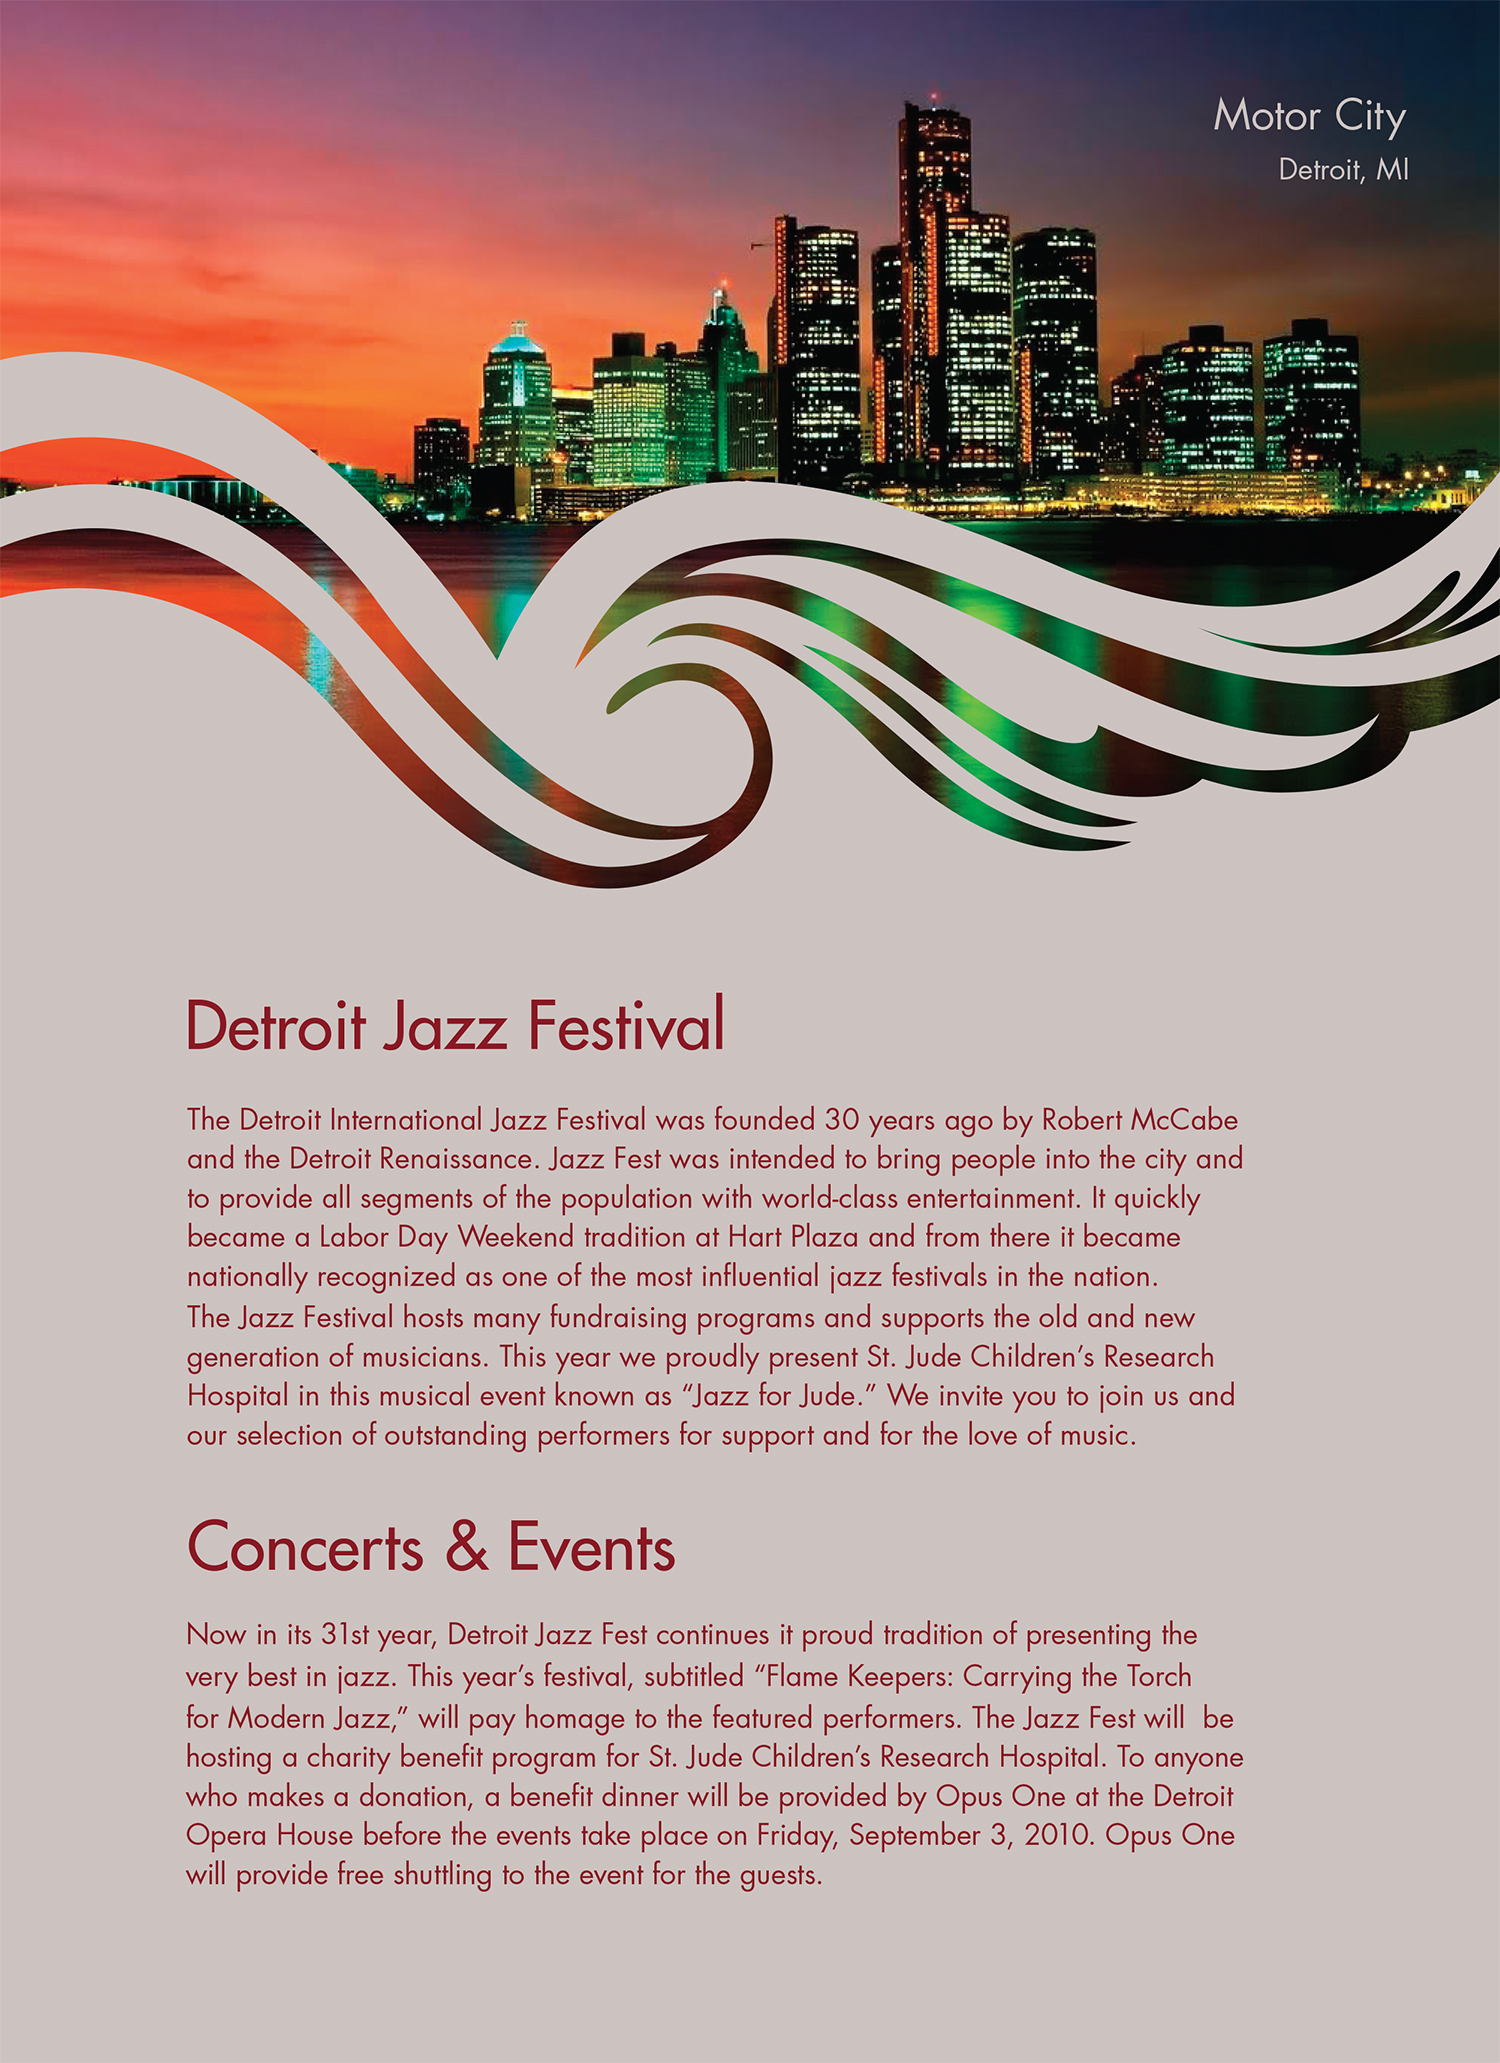 Motor City
Detroit, MI
Detroit Jazz Festival
The Detroit International Jazz Festival was founded 30 years ago by Robert McCabe
and the Detroit Renaissance. Jazz Fest was intended to bring people into the city and
to provide all segments of the population with world-class entertainment. It quickly
became a Labor Day Weekend tradition at Hart Plaza and from there it became
nationally recognized as one of the most influential jazz festivals in the nation.
The Jazz Festival hosts many fundraising programs and supports the old and new
generation of musicians. This year we proudly present St. Jude Children’s Research
Hospital in this musical event known as “Jazz for Jude.” We invite you to join us and
our selection of outstanding performers for support and for the love of music.
Concerts & Events
Now in its 31st year, Detroit Jazz Fest continues it proud tradition of presenting the
very best in jazz. This year’s festival, subtitled “Flame Keepers: Carrying the Torch
for Modern Jazz,” will pay homage to the featured performers. The Jazz Fest will  be
hosting a charity benefit program for St. Jude Children’s Research Hospital. To anyone
who makes a donation, a benefit dinner will be provided by Opus One at the Detroit
Opera House before the events take place on Friday, September 3, 2010. Opus One
will provide free shuttling to the event for the guests.